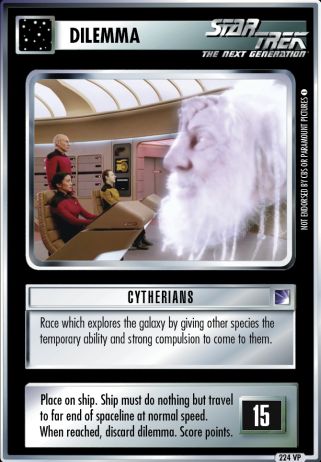 DILEMMA
STAR TREK
THE NEXT GENERATION
NOT ENDORSED BY CBS OR PARAMOUNT PICTURES
CYTHERIANS
Race which explores the galaxy by giving other species the
temporary ability and strong compulsion to come to them.
Place on ship. Ship must do nothing but travel
to far end of spaceline at normal speed.
When reached, discard dilemma. Score points.
15
224 VP